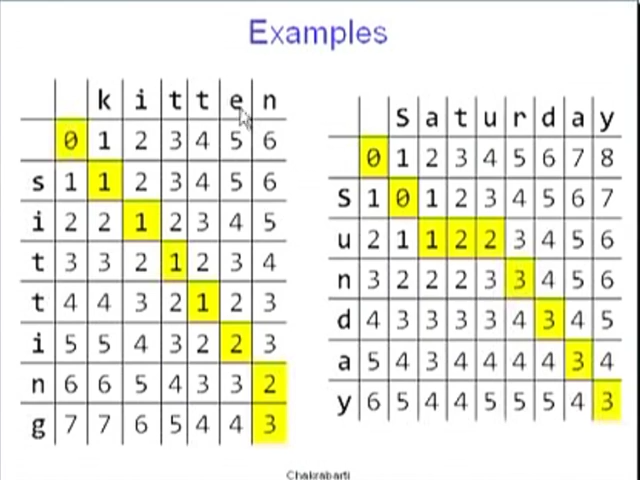 Examples
k i t t e n
0 1 2 3 4 5 6
s 1 1 2 3 4 5 6
i 2 2 1 2 3 4 5
t 3 3 2 1 2 3 4
t 4 4 3 2 1 2 3
i 5 5 4 3 2 2 3
n 6 6 5 4 3 3 2
g 7 7 6 5 4 4 3
S a t u r d a y
0 1 2 3 4 5 6 7 8
S 1 0 1 2 3 4 5 6 7
u 2 1 1 2 2 3 4 5 6
n 3 2 2 2 3 3 4 5 6
d 4 3 3 3 3 4 3 4 5
a 5 4 3 4 4 4 4 3 4
y 6 5 4 4 5 5 5 4 3
Chakrabarti